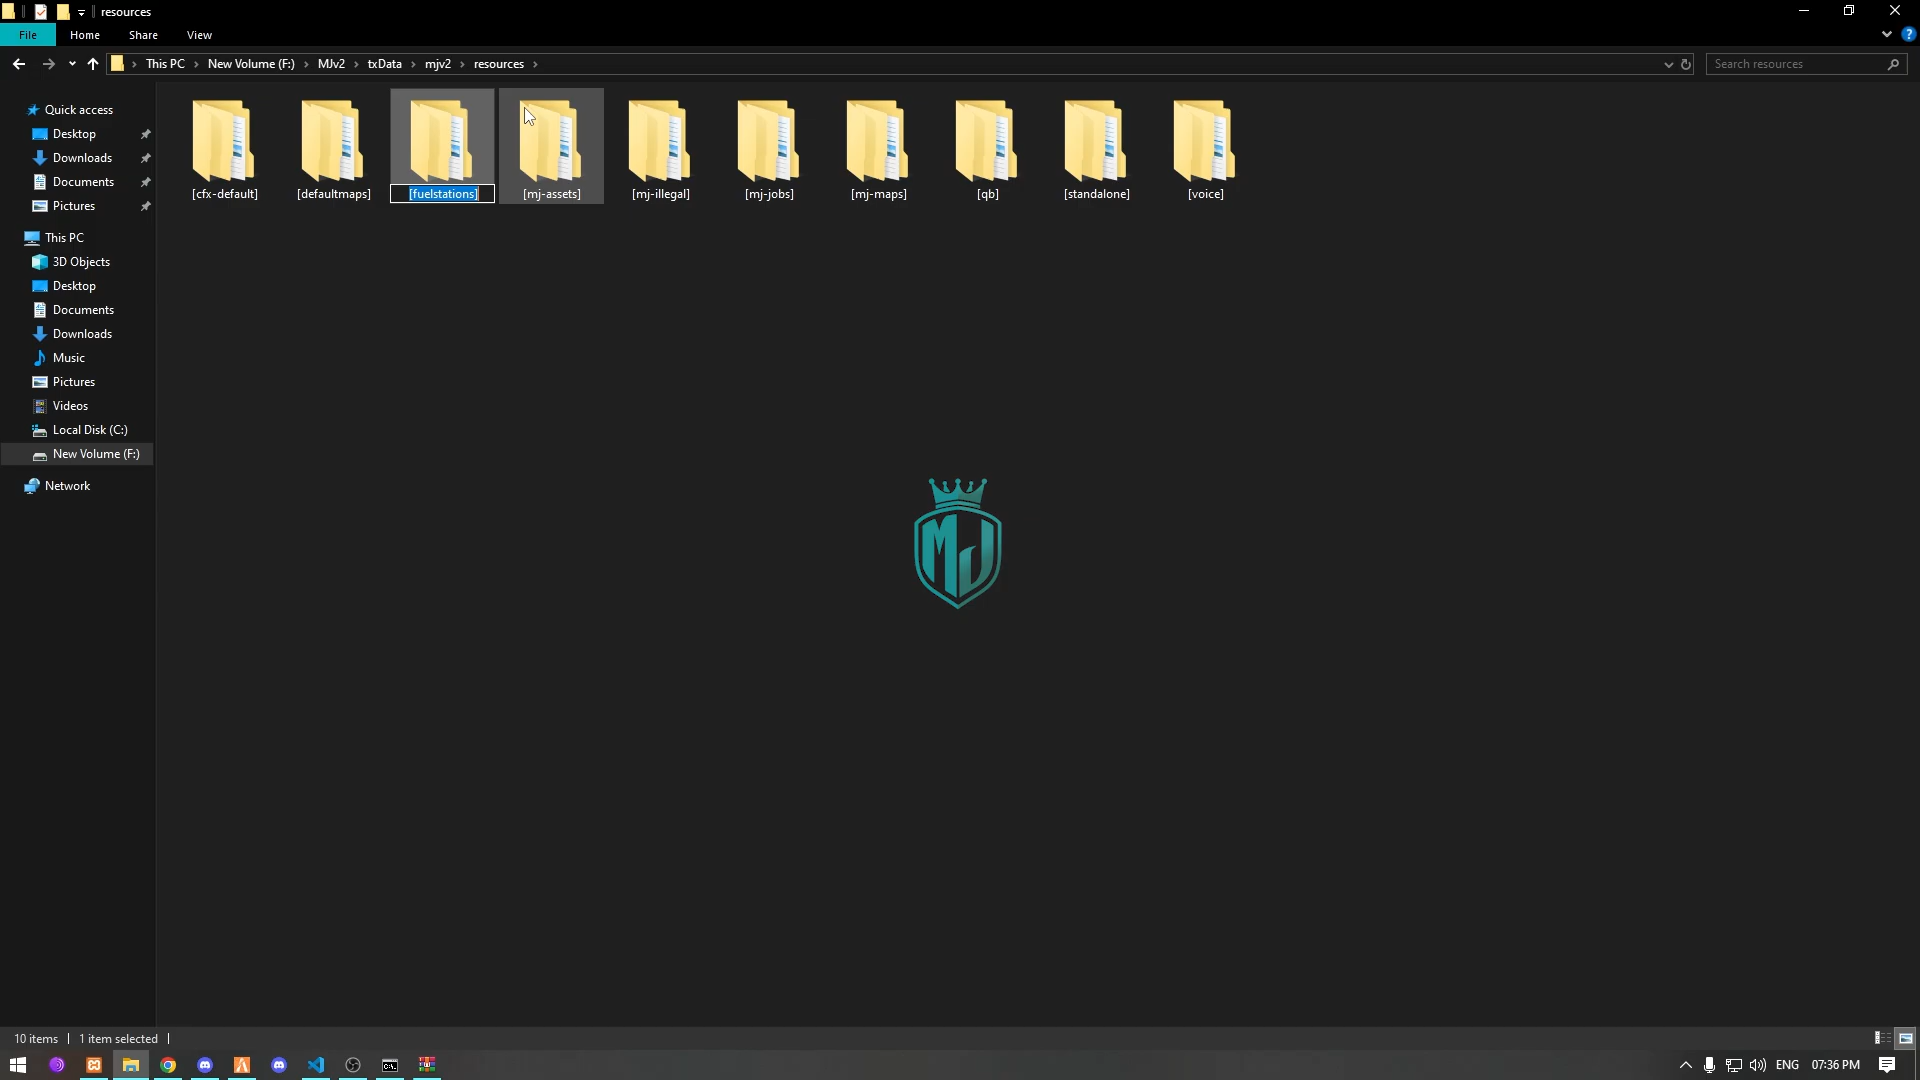 resources
File Home Share View
This PC New Volume (F:) MJv2 txData mjv2 resources
Search resources
Quick access
Desktop
Downloads
Documents
Pictures
This PC
3D Objects
Desktop
Documents
Downloads
Music
Pictures
Videos
Local Disk (C:)
New Volume (F:)
Network
[cfx-default] [defaultmaps] [fuelstations] [mj-assets] [mj-illegal] [mj-jobs] [mj-maps] [qb] [standalone] [voice]
MJ
10 items 1 item selected
ENG 07:36 PM